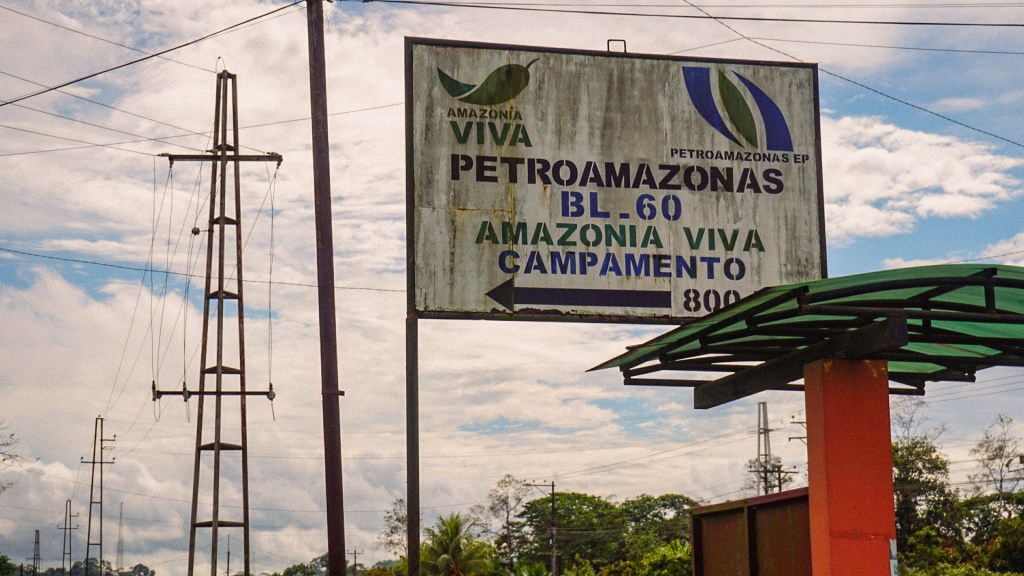 AMAZONÍA
VIVA
PETROAMAZONAS EP
PETROAMAZONAS
BL.60
AMAZONIA VIVA
CAMPAMENTO
800